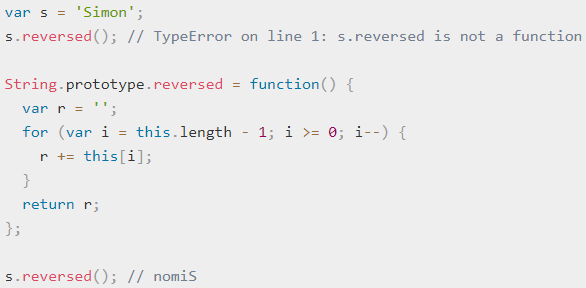 var s = 'Simon';
s.reversed(); // TypeError on line 1: s.reversed is not a function

String.prototype.reversed = function() {
  var r = '';
  for (var i = this.length - 1; i >= 0; i--) {
    r += this[i];
  }
  return r;
};

s.reversed(); // nomiS